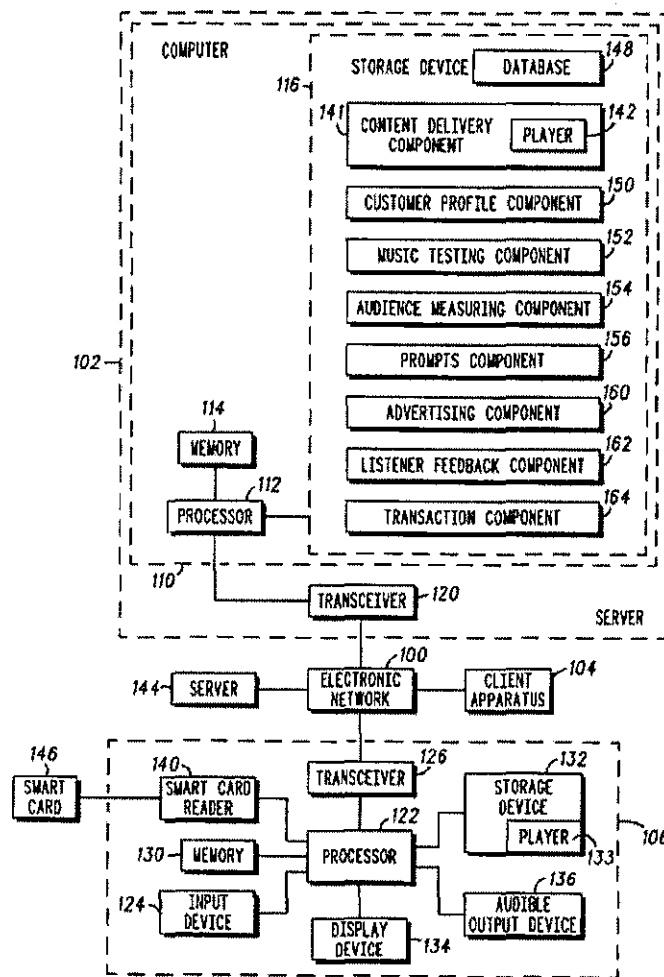 COMPUTER
116
STORAGE DEVICE
DATABASE
148
141
CONTENT DELIVERY
COMPONENT
PLAYER
142
CUSTOMER PROFILE COMPONENT
150
MUSIC TESTING COMPONENT
152
AUDIENCE MEASURING COMPONENT
154
102
PROMPTS COMPONENT
156
ADVERTISING COMPONENT
160
114
MEMORY
LISTENER FEEDBACK COMPONENT
162
112
PROCESSOR
TRANSACTION COMPONENT
164
110
TRANSCEIVER
120
SERVER
144
SERVER
100
ELECTRONIC
NETWORK
104
CLIENT
APPARATUS
146
SMART
CARD
140
SMART CARD
READER
TRANSCEIVER
126
132
STORAGE
DEVICE
PLAYER
133
106
122
PROCESSOR
130
MEMORY
124
INPUT
DEVICE
DISPLAY
DEVICE
134
136
AUDIBLE
OUTPUT DEVICE